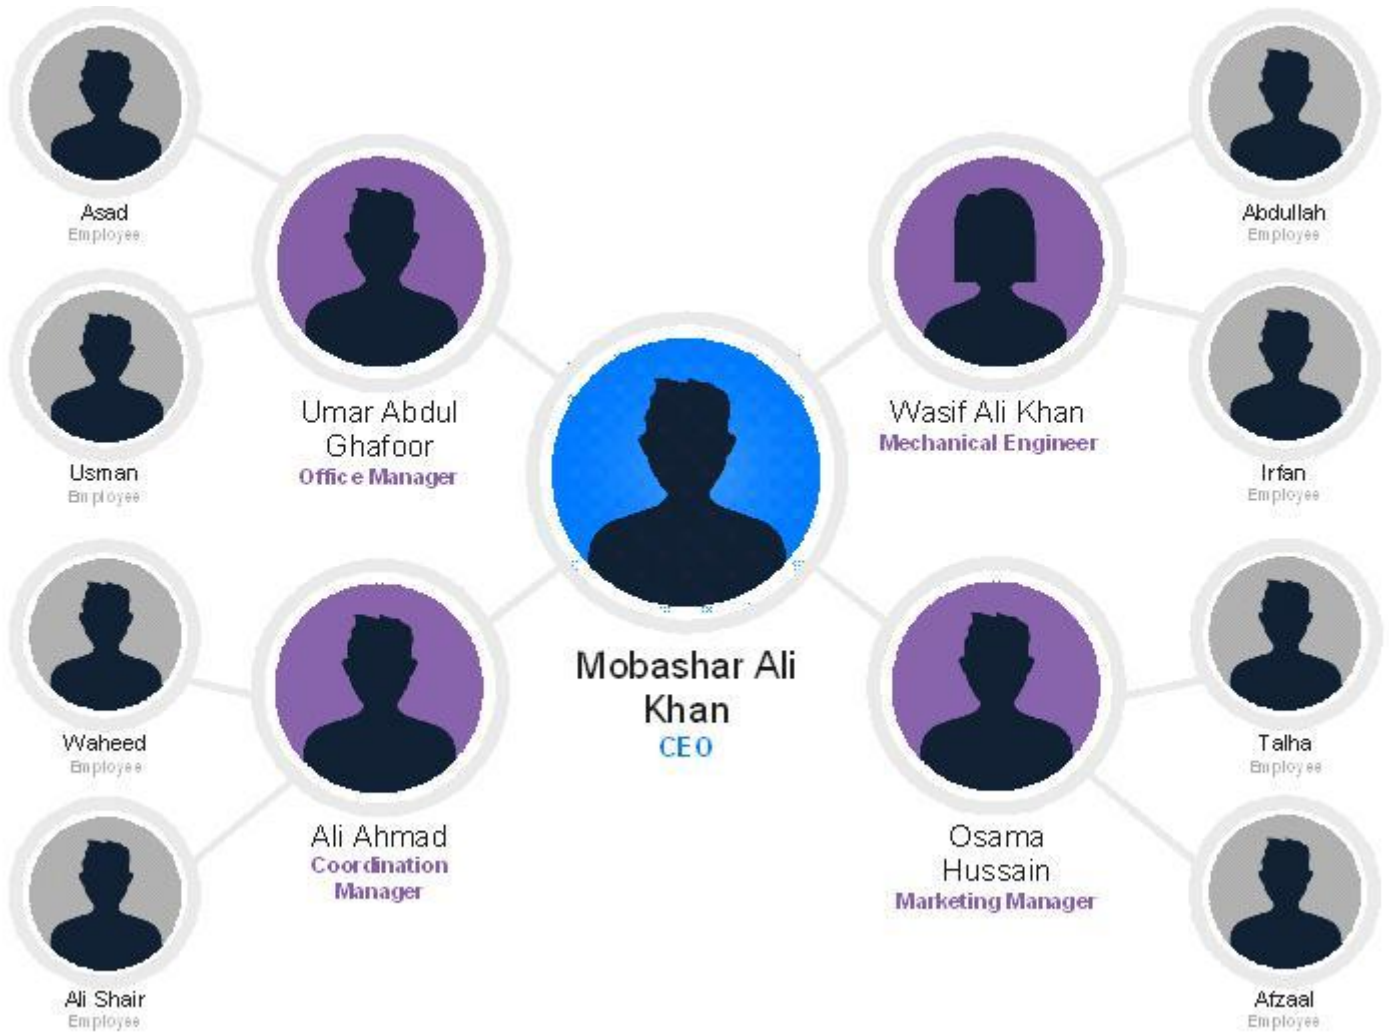 Asad
Employee
Usman
Employee
Umar Abdul
Ghafoor
Office Manager
Waheed
Employee
Ali Shair
Employee
Ali Ahmad
Coordination
Manager
Mobashar Ali
Khan
CEO
Wasif Ali Khan
Mechanical Engineer
Abdullah
Employee
Irfan
Employee
Osama
Hussain
Marketing Manager
Talha
Employee
Afzaal
Employee